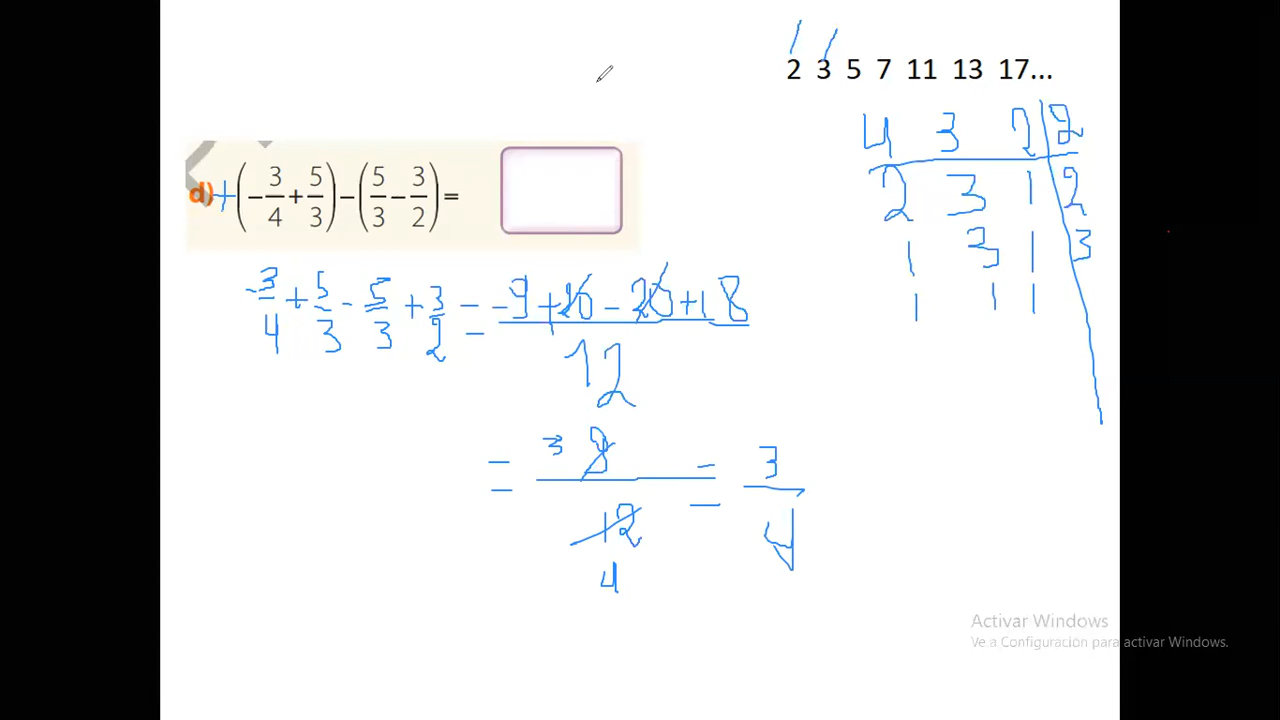 2 3 5 7 11 13 17...
4 3 2 | 2
2 3 1 | 2
1 3 1 | 3
1 1 1
d) +(-3/4+5/3)-(5/3-3/2)=
-3/4 + 5/3 - 5/3 + 3/2 = -9+20-20+18/12
= 3 9/12 4 = 3/4
Activar Windows
Ve a Configuración para activar Windows.